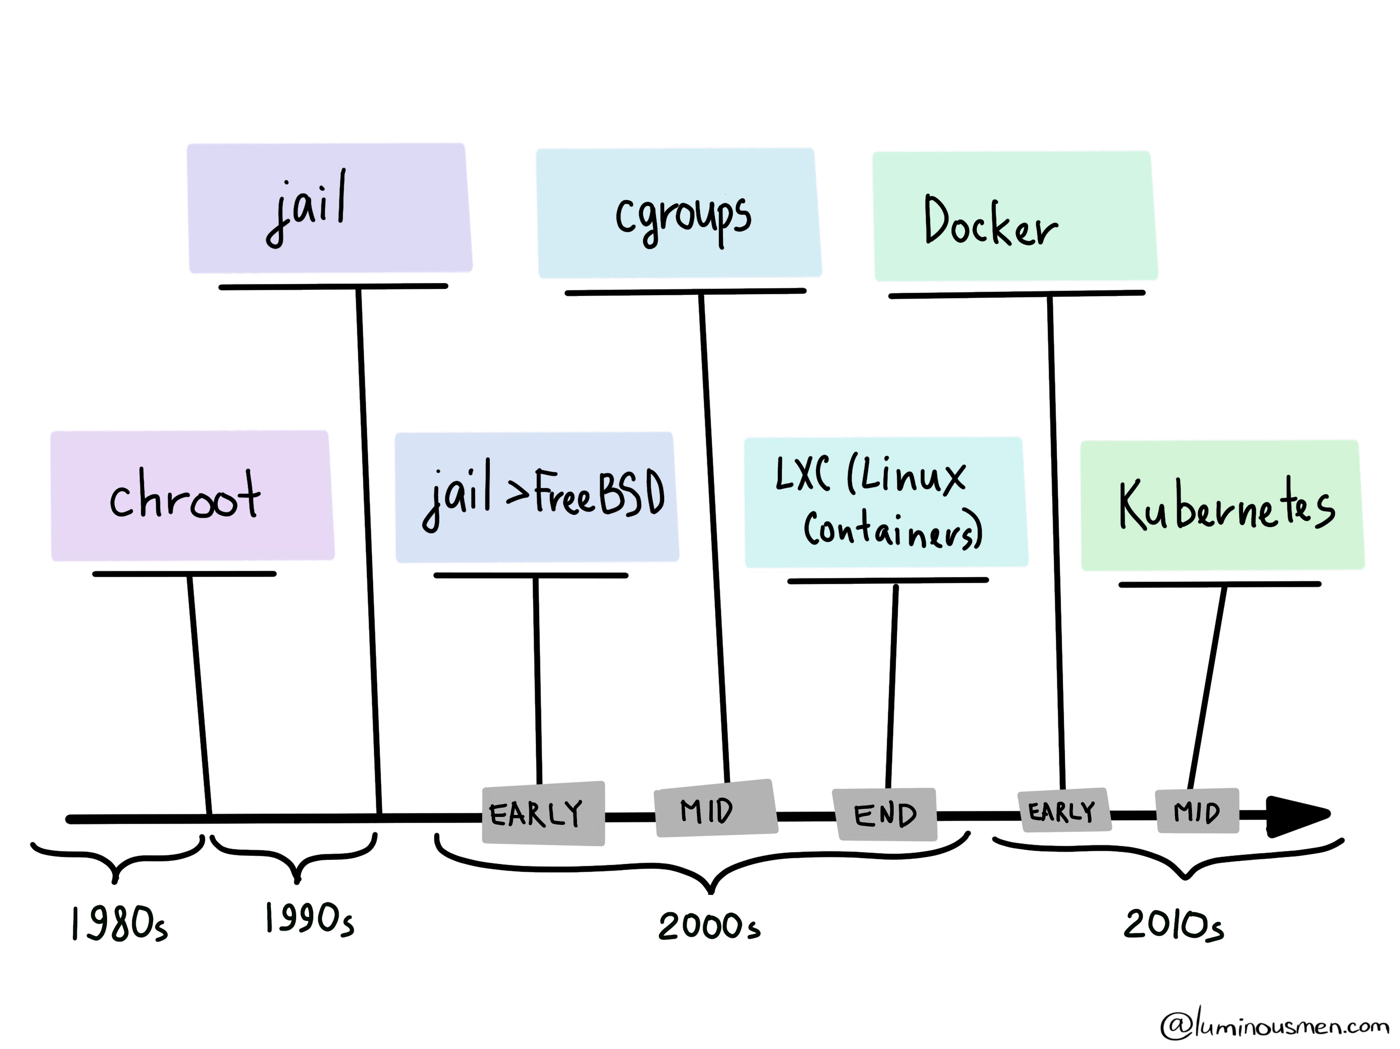 jail
cgroups
Docker
chroot
jail > FreeBSD
LXC (Linux
Containers)
Kubernetes
EARLY
MID
END
EARLY
MID
1980s
1990s
2000s
2010s
@luminousmen.com